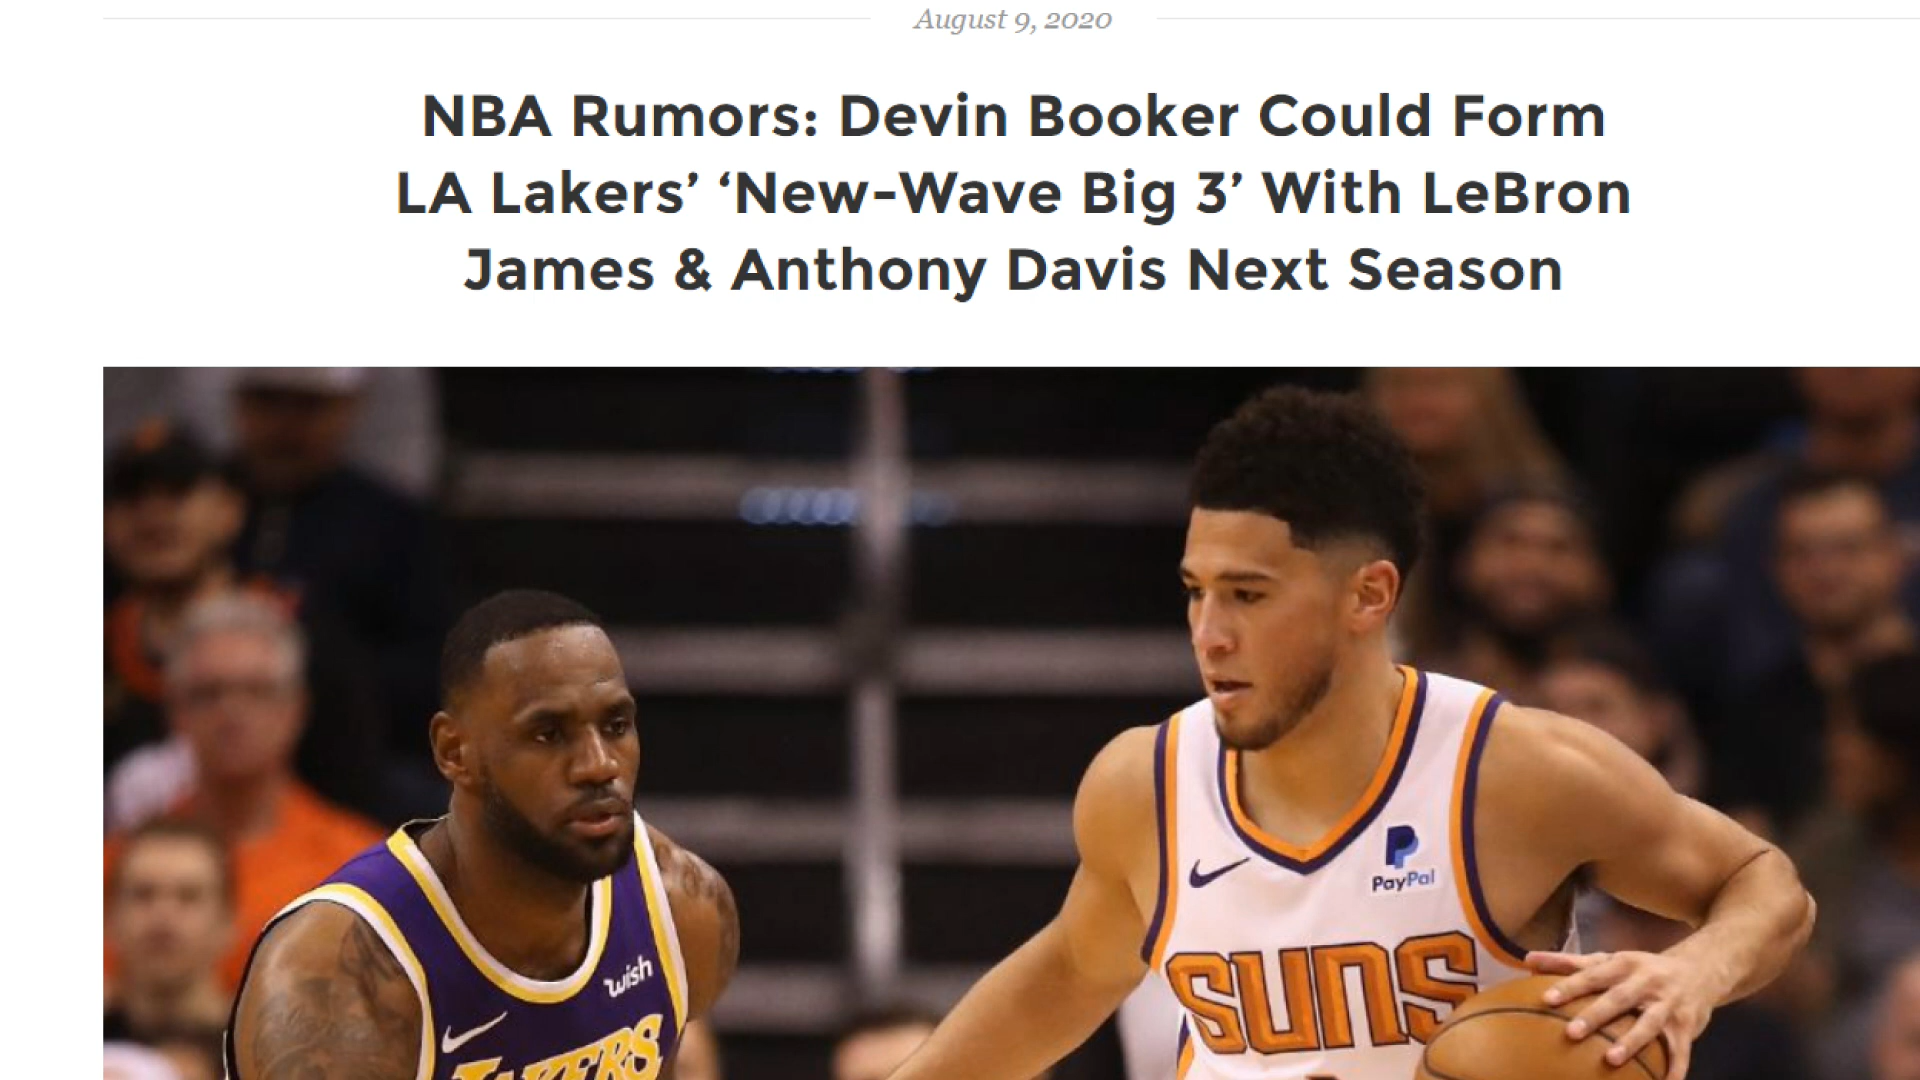 August 9, 2020
NBA Rumors: Devin Booker Could Form
LA Lakers’ ‘New-Wave Big 3’ With LeBron
James & Anthony Davis Next Season
PayPal
wish
SUNS
LAKERS